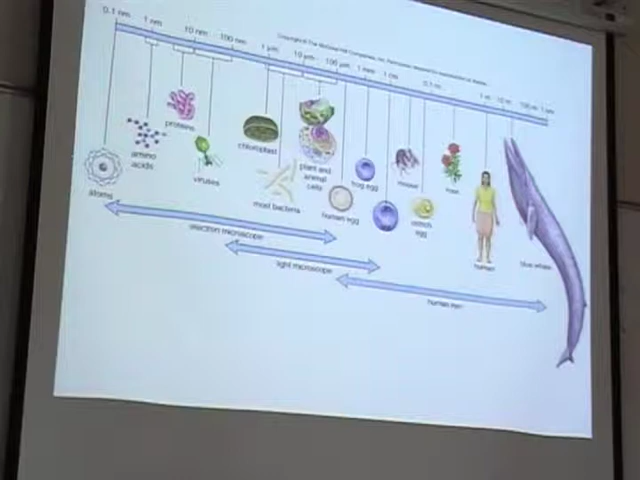 0.1 nm 1 nm 10 nm 100 nm 1 µm 10 µm 100 µm 1 mm 1 cm 0.1 m 1 m 10 m 100 m 1 km
proteins
amino
acids
atoms
viruses
chloroplast
most bacteria
plant and
animal
cells
human egg
frog egg
mouse
ostrich
egg
rose
human
blue whale
electron microscope
light microscope
human eye